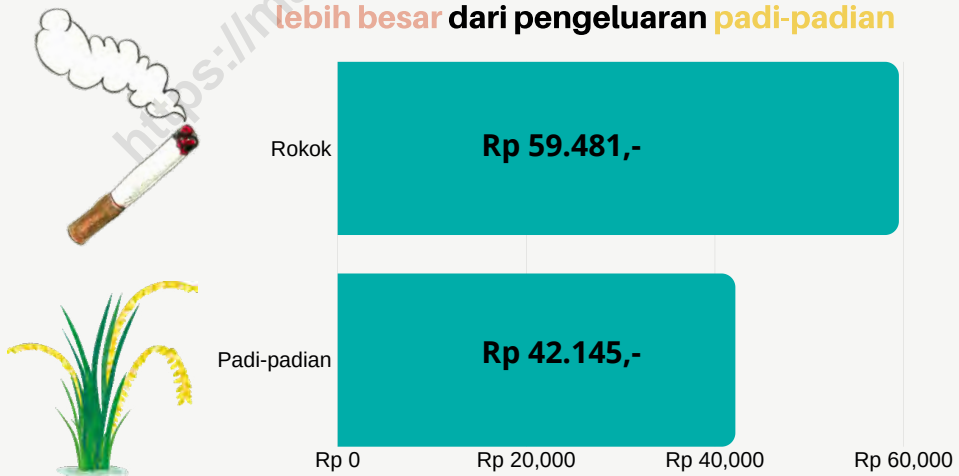 lebih besar dari pengeluaran padi-padian
Rokok
Rp 59.481,-
Padi-padian
Rp 42.145,-
Rp 0
Rp 20,000
Rp 40,000
Rp 60,000
https://m